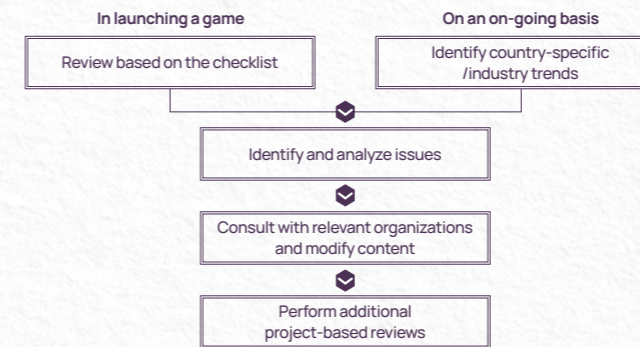 In launching a game
On an on-going basis
Review based on the checklist
Identify country-specific
/industry trends
Identify and analyze issues
Consult with relevant organizations
and modify content
Perform additional
project-based reviews